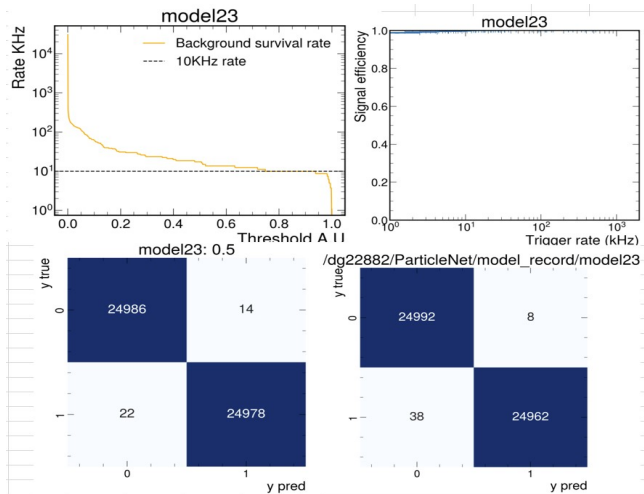 model23
Rate KHz
10⁴
10³
10²
10¹
10⁰
Background survival rate
10KHz rate
0.0 0.2 0.4 0.6 0.8 1.0
Threshold A.U
model23
Signal efficiency
1.0
0.8
0.6
0.4
0.2
0.0
10⁰ 10¹ 10² 10³
Trigger rate (kHz)
model23: 0.5
y true
0
1
24986 14
22 24978
0 1
y pred
/dg22882/ParticleNet/model_record/model23
y true
0
1
24992 8
38 24962
0 1
y pred